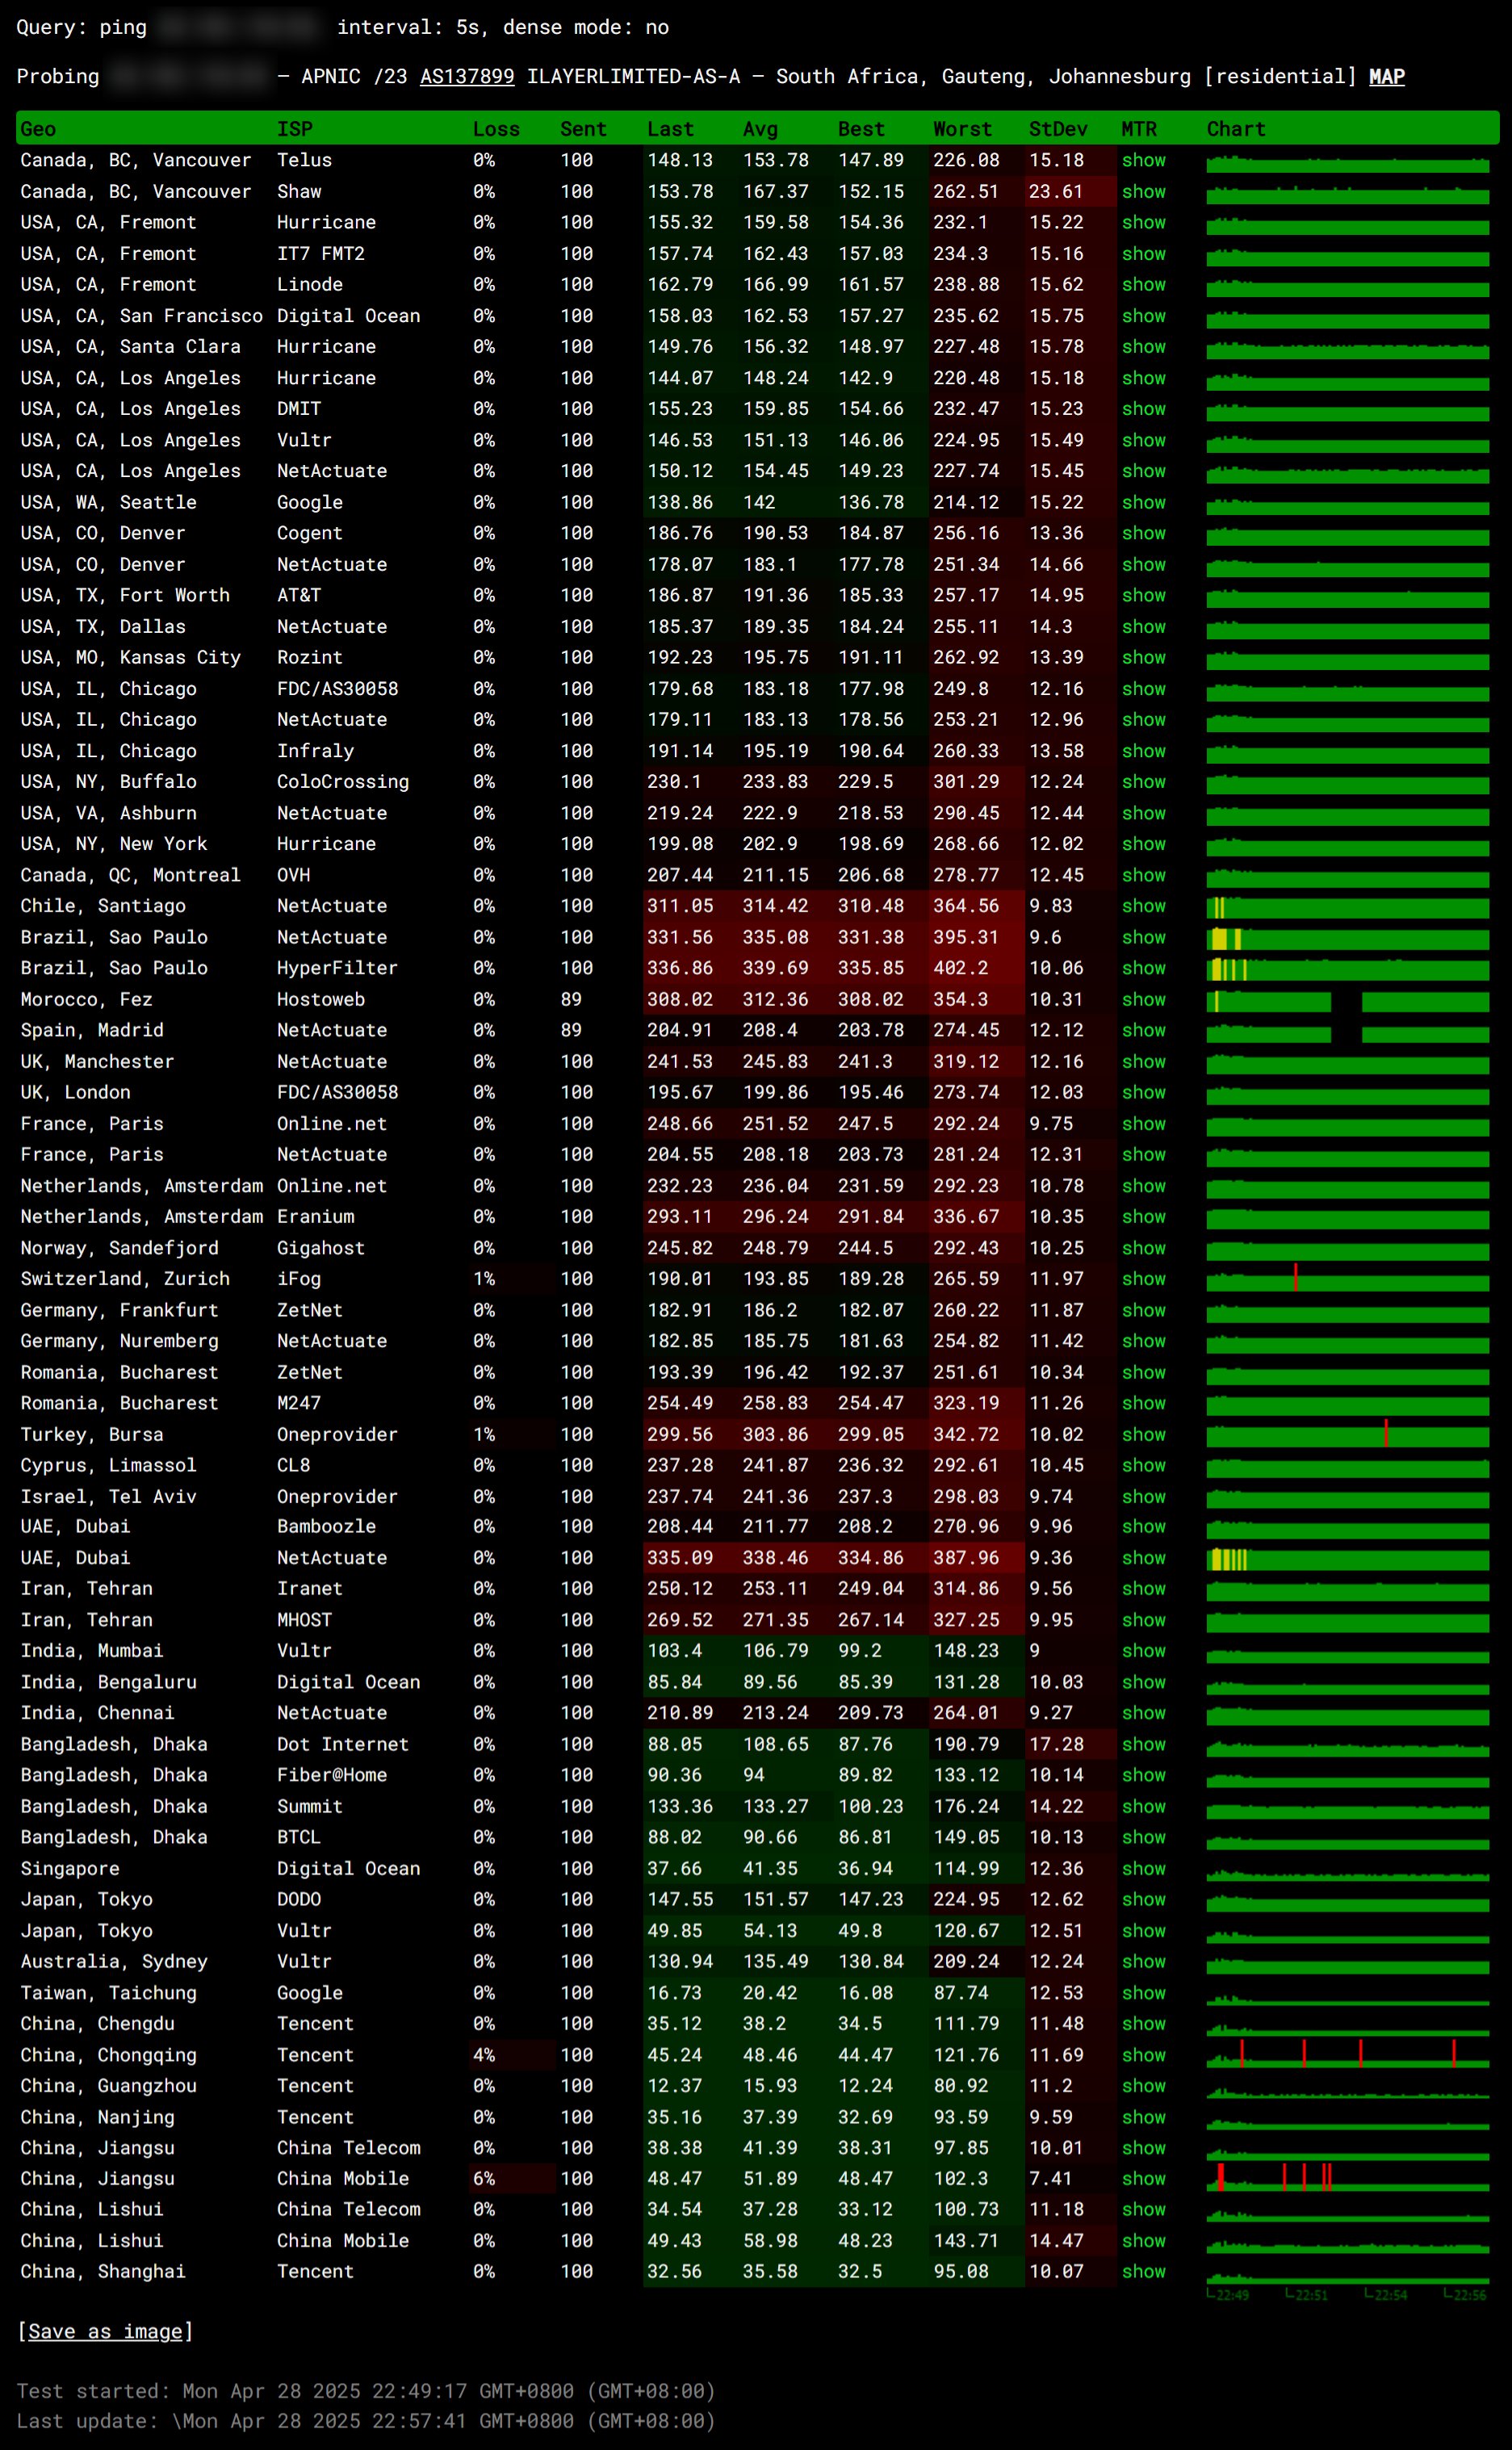 Query: ping interval: 5s, dense mode: no
Probing – APNIC /23 AS137899 ILAYERLIMITED-AS-A – South Africa, Gauteng, Johannesburg [residential] MAP
Geo ISP Loss Sent Last Avg Best Worst StDev MTR Chart
Canada, BC, Vancouver Telus 0% 100 148.13 153.78 147.89 226.08 15.18 show
Canada, BC, Vancouver Shaw 0% 100 153.78 167.37 152.15 262.51 23.61 show
USA, CA, Fremont Hurricane 0% 100 155.32 159.58 154.36 232.1 15.22 show
USA, CA, Fremont IT7 FMT2 0% 100 157.74 162.43 157.03 234.3 15.16 show
USA, CA, Fremont Linode 0% 100 162.79 166.99 161.57 238.88 15.62 show
USA, CA, San Francisco Digital Ocean 0% 100 158.03 162.53 157.27 235.62 15.75 show
USA, CA, Santa Clara Hurricane 0% 100 149.76 156.32 148.97 227.48 15.78 show
USA, CA, Los Angeles Hurricane 0% 100 144.07 148.24 142.9 220.48 15.18 show
USA, CA, Los Angeles DMIT 0% 100 155.23 159.85 154.66 232.47 15.23 show
USA, CA, Los Angeles Vultr 0% 100 146.53 151.13 146.06 224.95 15.49 show
USA, CA, Los Angeles NetActuate 0% 100 150.12 154.45 149.23 227.74 15.45 show
USA, WA, Seattle Google 0% 100 138.86 142 136.78 214.12 15.22 show
USA, CO, Denver Cogent 0% 100 186.76 190.53 184.87 256.16 13.36 show
USA, CO, Denver NetActuate 0% 100 178.07 183.1 177.78 251.34 14.66 show
USA, TX, Fort Worth AT&T 0% 100 186.87 191.36 185.33 257.17 14.95 show
USA, TX, Dallas NetActuate 0% 100 185.37 189.35 184.24 255.11 14.3 show
USA, MO, Kansas City Rozint 0% 100 192.23 195.75 191.11 262.92 13.39 show
USA, IL, Chicago FDC/AS30058 0% 100 179.68 183.18 177.98 249.8 12.16 show
USA, IL, Chicago NetActuate 0% 100 179.11 183.13 178.56 253.21 12.96 show
USA, IL, Chicago Infraly 0% 100 191.14 195.19 190.64 260.33 13.58 show
USA, NY, Buffalo ColoCrossing 0% 100 230.1 233.83 229.5 301.29 12.24 show
USA, VA, Ashburn NetActuate 0% 100 219.24 222.9 218.53 290.45 12.44 show
USA, NY, New York Hurricane 0% 100 199.08 202.9 198.69 268.66 12.02 show
Canada, QC, Montreal OVH 0% 100 207.44 211.15 206.68 278.77 12.45 show
Chile, Santiago NetActuate 0% 100 311.05 314.42 310.48 364.56 9.83 show
Brazil, Sao Paulo NetActuate 0% 100 331.56 335.08 331.38 395.31 9.6 show
Brazil, Sao Paulo HyperFilter 0% 100 336.86 339.69 335.85 402.2 10.06 show
Morocco, Fez Hostoweb 0% 89 308.02 312.36 308.02 354.3 10.31 show
Spain, Madrid NetActuate 0% 89 204.91 208.4 203.78 274.45 12.12 show
UK, Manchester NetActuate 0% 100 241.53 245.83 241.3 319.12 12.16 show
UK, London FDC/AS30058 0% 100 195.67 199.86 195.46 273.74 12.03 show
France, Paris Online.net 0% 100 248.66 251.52 247.5 292.24 9.75 show
France, Paris NetActuate 0% 100 204.55 208.18 203.73 281.24 12.31 show
Netherlands, Amsterdam Online.net 0% 100 232.23 236.04 231.59 292.23 10.78 show
Netherlands, Amsterdam Eranium 0% 100 293.11 296.24 291.84 336.67 10.35 show
Norway, Sandefjord Gigahost 0% 100 245.82 248.79 244.5 292.43 10.25 show
Switzerland, Zurich iFog 1% 100 190.01 193.85 189.28 265.59 11.97 show
Germany, Frankfurt ZetNet 0% 100 182.91 186.2 182.07 260.22 11.87 show
Germany, Nuremberg NetActuate 0% 100 182.85 185.75 181.63 254.82 11.42 show
Romania, Bucharest ZetNet 0% 100 193.39 196.42 192.37 251.61 10.34 show
Romania, Bucharest M247 0% 100 254.49 258.83 254.47 323.19 11.26 show
Turkey, Bursa Oneprovider 1% 100 299.56 303.86 299.05 342.72 10.02 show
Cyprus, Limassol CL8 0% 100 237.28 241.87 236.32 292.61 10.45 show
Israel, Tel Aviv Oneprovider 0% 100 237.74 241.36 237.3 298.03 9.74 show
UAE, Dubai Bamboozle 0% 100 208.44 211.77 208.2 270.96 9.96 show
UAE, Dubai NetActuate 0% 100 335.09 338.46 334.86 387.96 9.36 show
Iran, Tehran Iranet 0% 100 250.12 253.11 249.04 314.86 9.56 show
Iran, Tehran MHOST 0% 100 269.52 271.35 267.14 327.25 9.95 show
India, Mumbai Vultr 0% 100 103.4 106.79 99.2 148.23 9 show
India, Bengaluru Digital Ocean 0% 100 85.84 89.56 85.39 131.28 10.03 show
India, Chennai NetActuate 0% 100 210.89 213.24 209.73 264.01 9.27 show
Bangladesh, Dhaka Dot Internet 0% 100 88.05 108.65 87.76 190.79 17.28 show
Bangladesh, Dhaka Fiber@Home 0% 100 90.36 94 89.82 133.12 10.14 show
Bangladesh, Dhaka Summit 0% 100 133.36 133.27 100.23 176.24 14.22 show
Bangladesh, Dhaka BTCL 0% 100 88.02 90.66 86.81 149.05 10.13 show
Singapore Digital Ocean 0% 100 37.66 41.35 36.94 114.99 12.36 show
Japan, Tokyo DODO 0% 100 147.55 151.57 147.23 224.95 12.62 show
Japan, Tokyo Vultr 0% 100 49.85 54.13 49.8 120.67 12.51 show
Australia, Sydney Vultr 0% 100 130.94 135.49 130.84 209.24 12.24 show
Taiwan, Taichung Google 0% 100 16.73 20.42 16.08 87.74 12.53 show
China, Chengdu Tencent 0% 100 35.12 38.2 34.5 111.79 11.48 show
China, Chongqing Tencent 4% 100 45.24 48.46 44.47 121.76 11.69 show
China, Guangzhou Tencent 0% 100 12.37 15.93 12.24 80.92 11.2 show
China, Nanjing Tencent 0% 100 35.16 37.39 32.69 93.59 9.59 show
China, Jiangsu China Telecom 0% 100 38.38 41.39 38.31 97.85 10.01 show
China, Jiangsu China Mobile 6% 100 48.47 51.89 48.47 102.3 7.41 show
China, Lishui China Telecom 0% 100 34.54 37.28 33.12 100.73 11.18 show
China, Lishui China Mobile 0% 100 49.43 58.98 48.23 143.71 14.47 show
China, Shanghai Tencent 0% 100 32.56 35.58 32.5 95.08 10.07 show
22:49 22:51 22:54 22:56
[Save as image]
Test started: Mon Apr 28 2025 22:49:17 GMT+0800 (GMT+08:00)
Last update: \Mon Apr 28 2025 22:57:41 GMT+0800 (GMT+08:00)